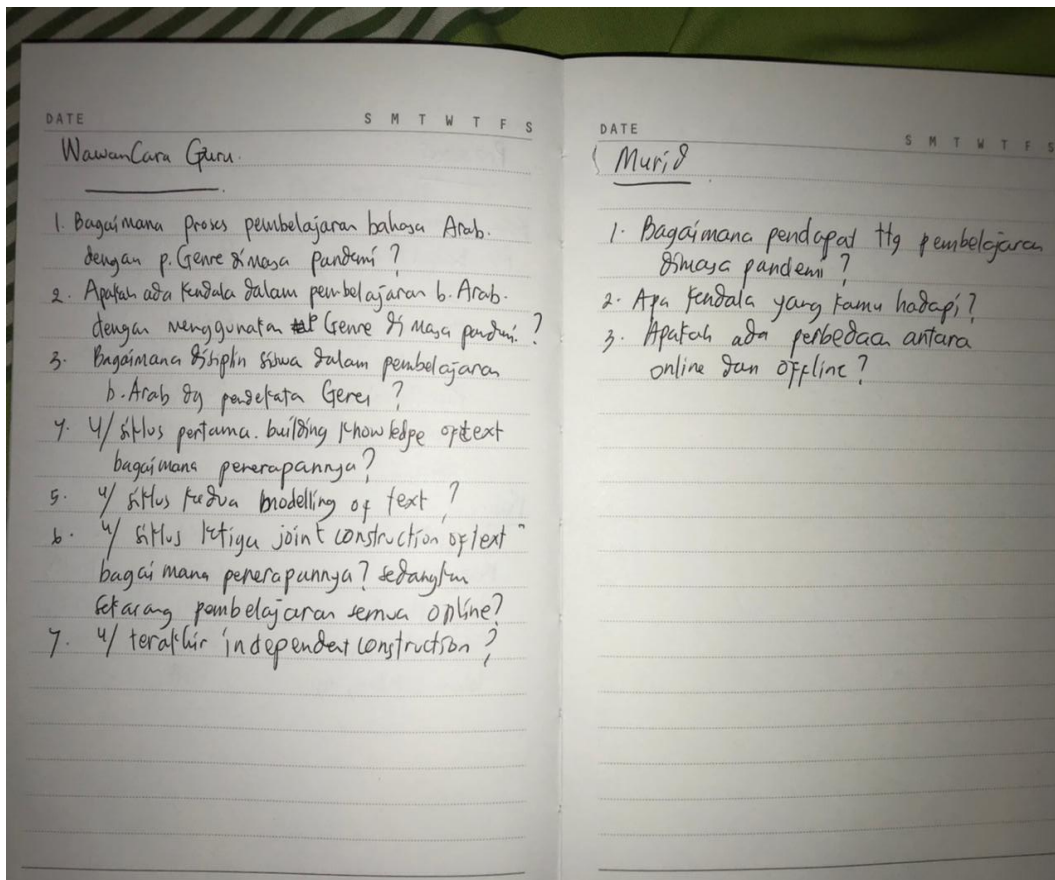 DATE S M T W T F S
WawanCara Guru.
1. Bagaimana Proses pembelajaran bahasa Arab.
dengan p. Genre dimasa pandemi ?
2. Apakah ada kendala dalam pembelajaran b. Arab.
dengan menggunakan Genre di masa pandemi. ?
3. Bagaimana disiplin siswa dalam pembelajaran
b. Arab dg pendekata ?
4. U/ siklus pertama. building knowledge of text
bagaimana penerapannya ?
5. U/ siklus kedua modelling of text ?
6. U/ siklus ketiga joint construction of text
bagaimana penerapannya ? sedangkan
sekarang pembelajaran semua online ?
7. U/ terakhir independent construction ?
DATE S M T W T F S
Murid
1. Bagaimana pendapat ttg pembelajaran
dimasa pandemi ?
2. Apa kendala yang kamu hadapi ?
3. Apakah ada perbedaan antara
online dan offline ?